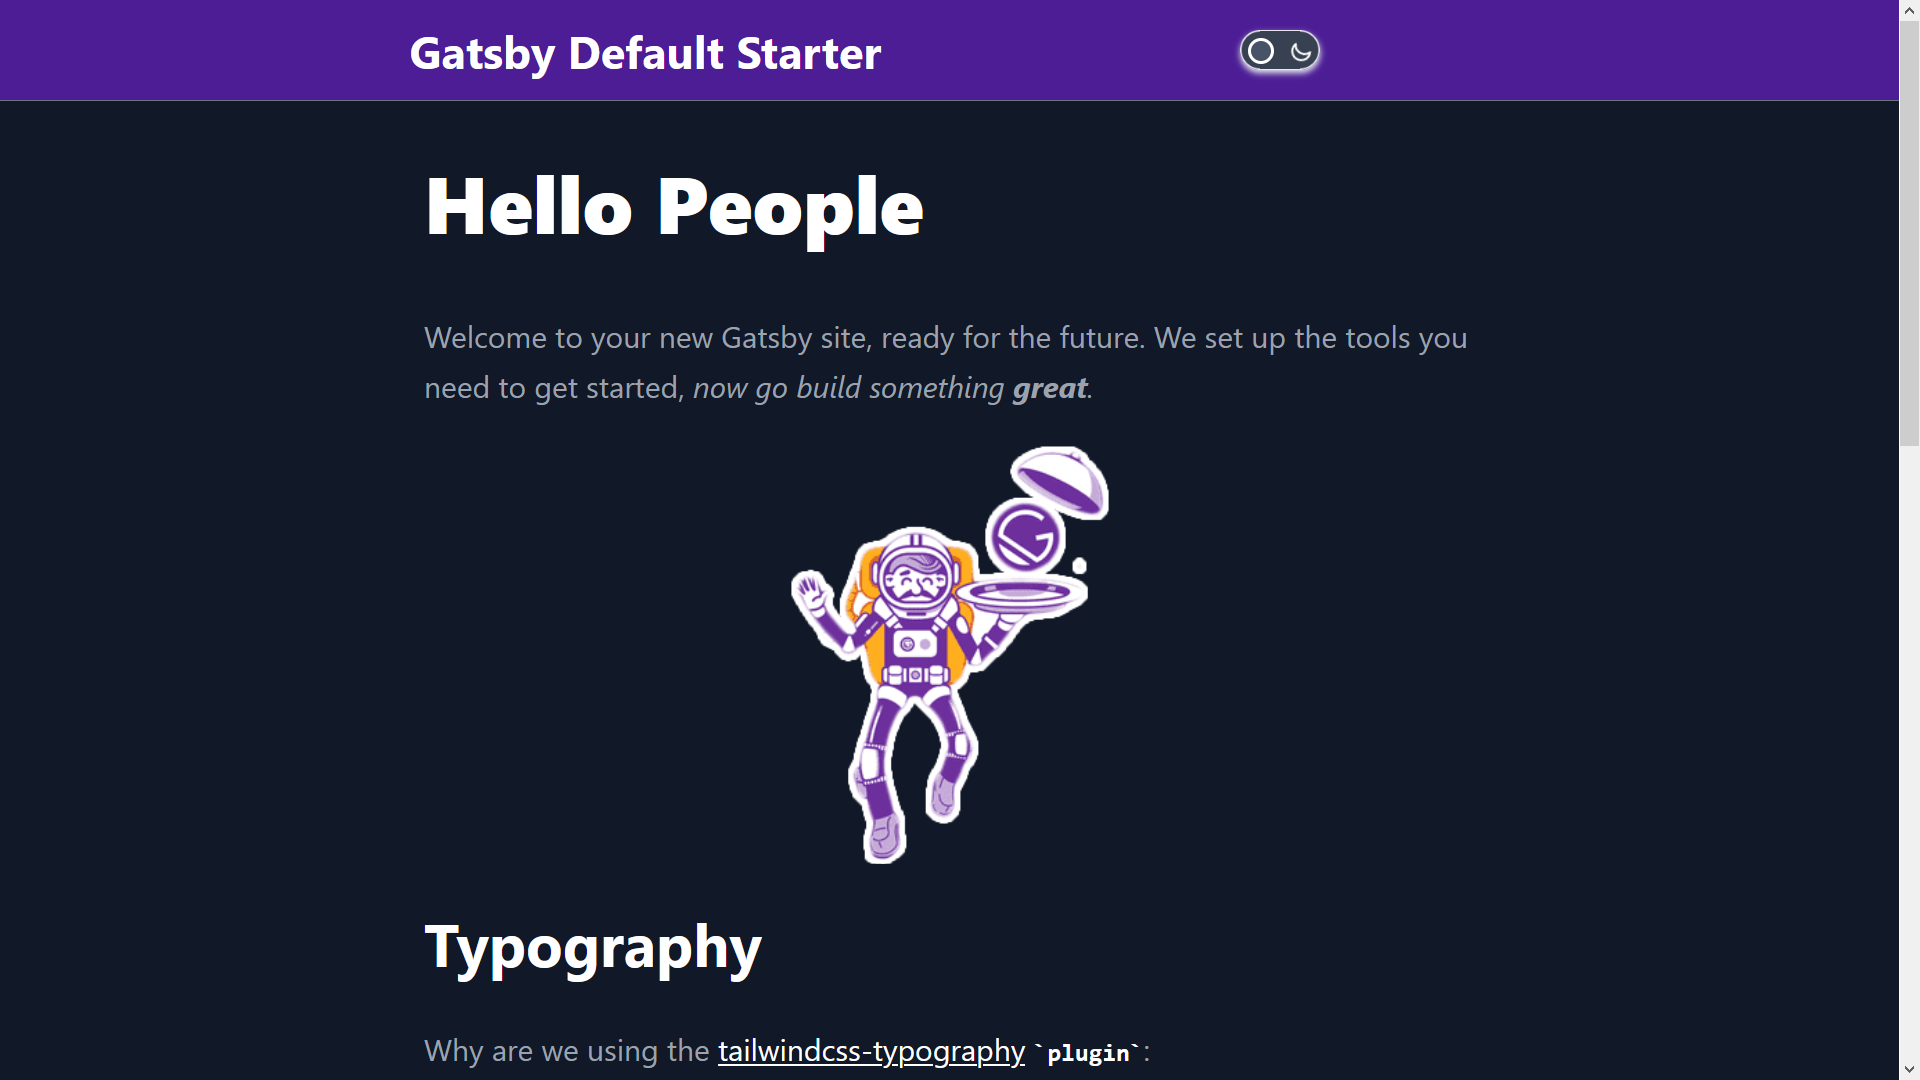 Gatsby Default Starter
Hello People
Welcome to your new Gatsby site, ready for the future. We set up the tools you
need to get started, now go build something great.
Typography
Why are we using the tailwindcss-typography `plugin`: